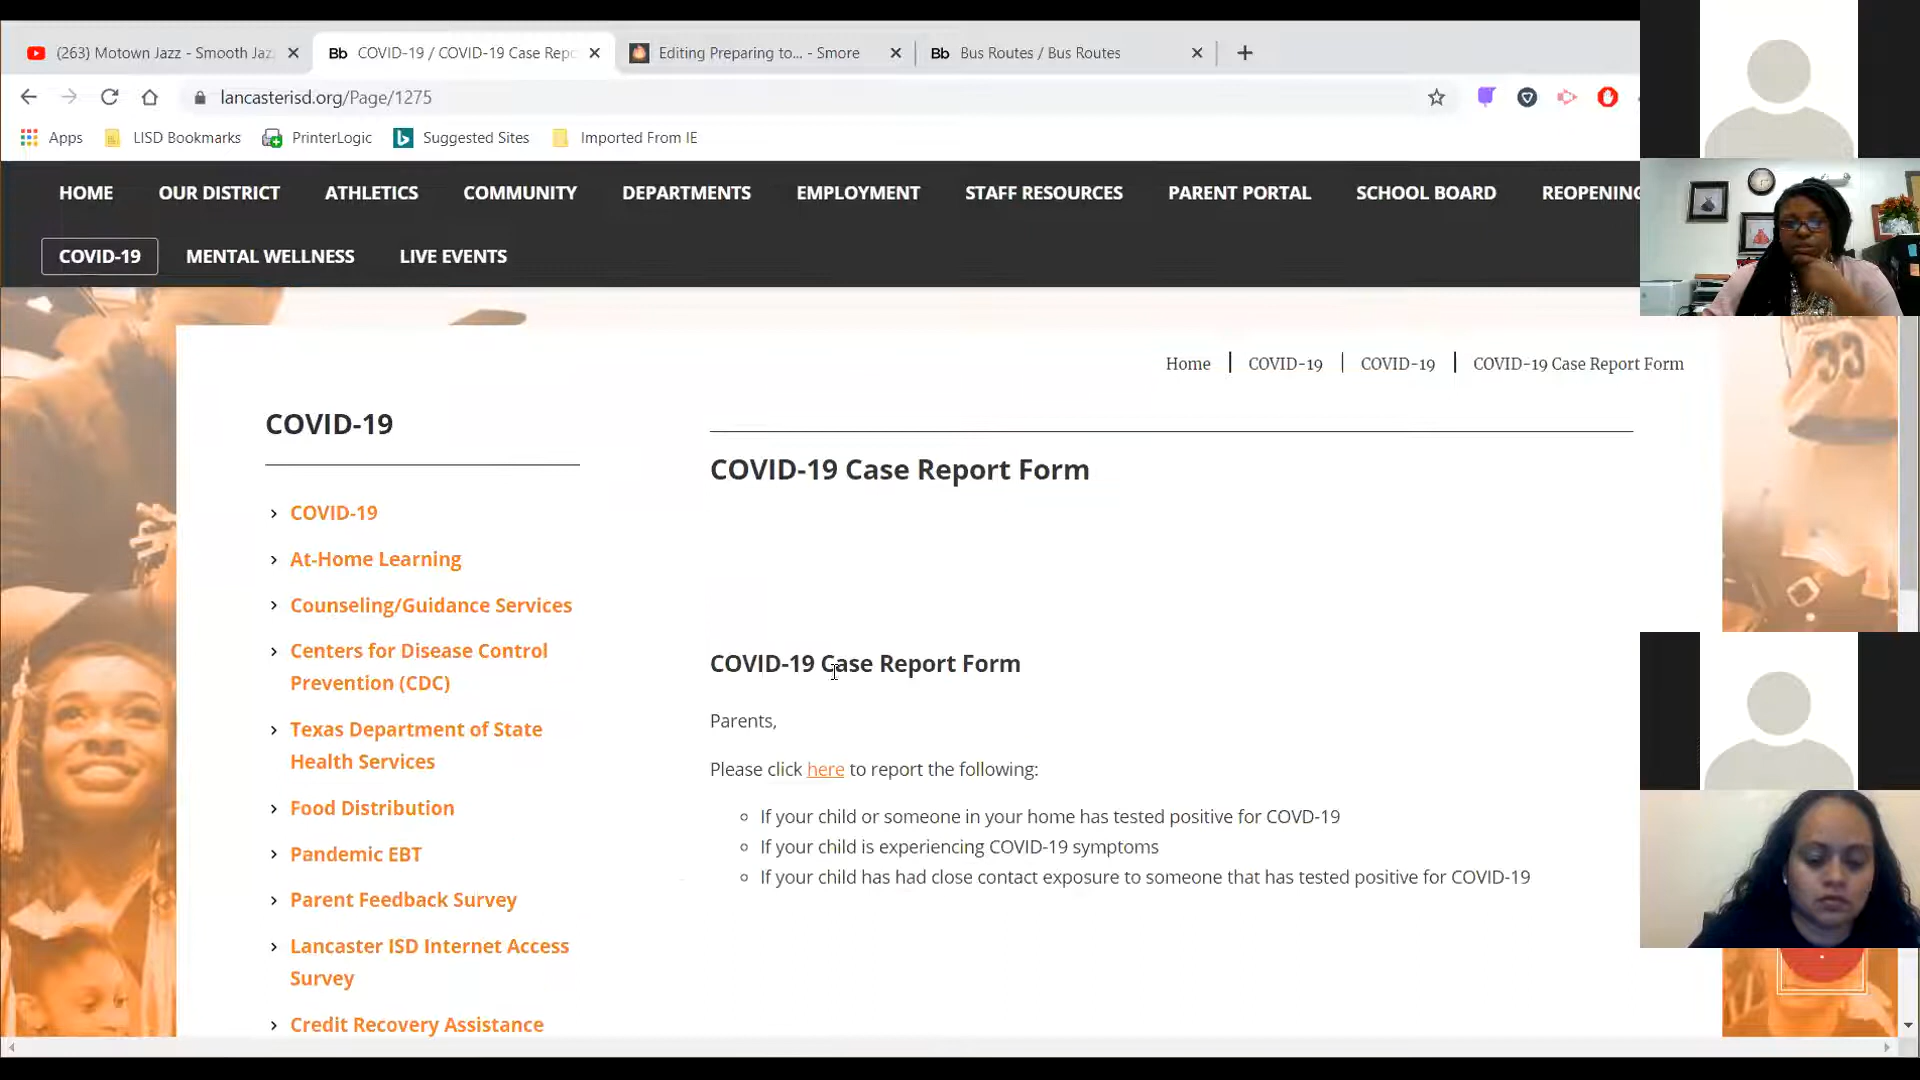 (263) Motown Jazz - Smooth Jaz
Bb COVID-19 / COVID-19 Case Repo
Editing Preparing to... - Smore
Bb Bus Routes / Bus Routes
lancasterisd.org/Page/1275
Apps
LISD Bookmarks
PrinterLogic
Suggested Sites
Imported From IE
HOME
OUR DISTRICT
ATHLETICS
COMMUNITY
DEPARTMENTS
EMPLOYMENT
STAFF RESOURCES
PARENT PORTAL
SCHOOL BOARD
REOPENING
COVID-19
MENTAL WELLNESS
LIVE EVENTS
33
Home | COVID-19 | COVID-19 | COVID-19 Case Report Form
COVID-19
COVID-19
At-Home Learning
Counseling/Guidance Services
Centers for Disease Control
Prevention (CDC)
Texas Department of State
Health Services
Food Distribution
Pandemic EBT
Parent Feedback Survey
Lancaster ISD Internet Access
Survey
Credit Recovery Assistance
COVID-19 Case Report Form
COVID-19 Case Report Form
Parents,
Please click here to report the following:
If your child or someone in your home has tested positive for COVD-19
If your child is experiencing COVID-19 symptoms
If your child has had close contact exposure to someone that has tested positive for COVID-19